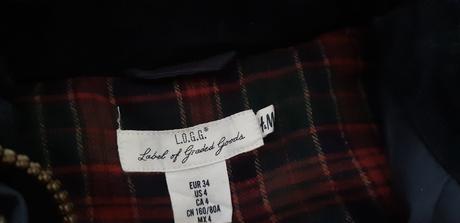 L.O.G.G.®
Label of Graded Goods
H&M
EUR 34
US 4
CA 4
CN 160/80A
MX 4